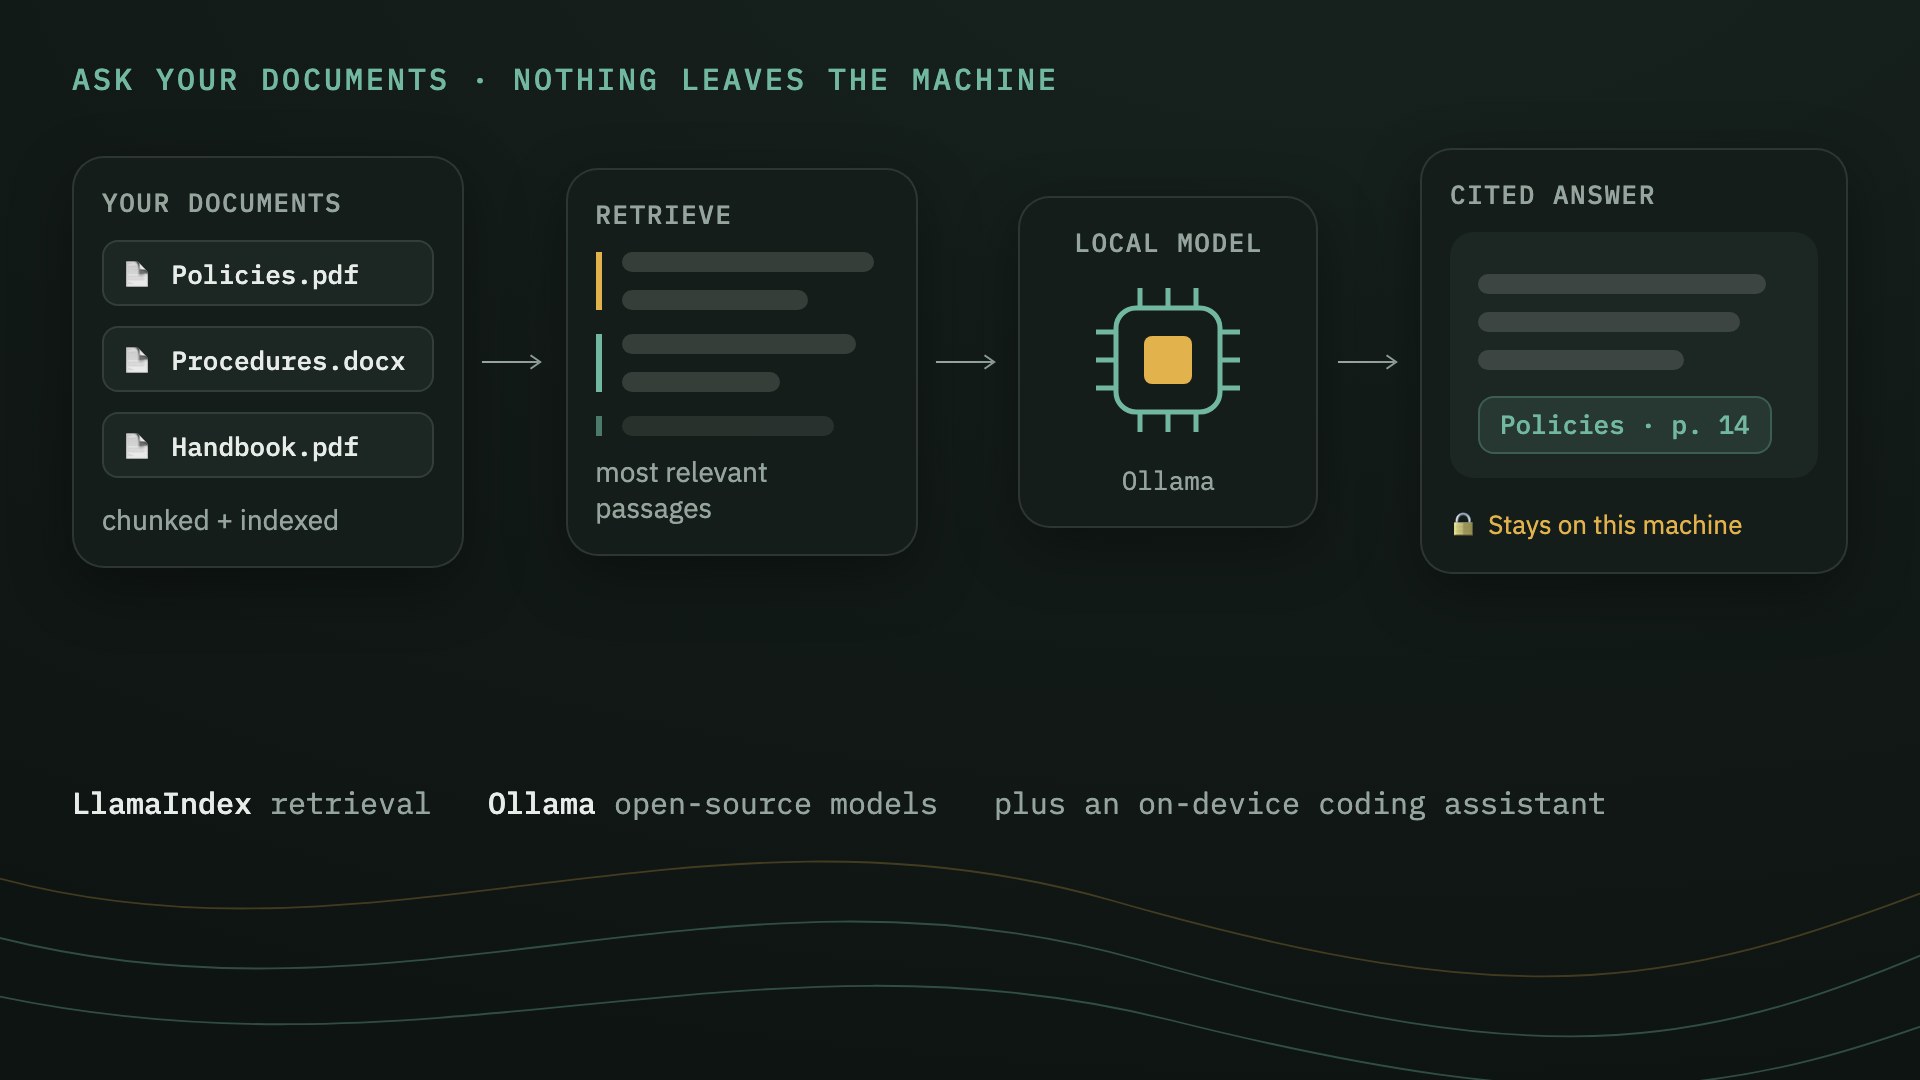 ASK YOUR DOCUMENTS · NOTHING LEAVES THE MACHINE
YOUR DOCUMENTS
Policies.pdf
Procedures.docx
Handbook.pdf
chunked + indexed
RETRIEVE
most relevant
passages
LOCAL MODEL
Ollama
CITED ANSWER
Policies · p. 14
Stays on this machine
LlamaIndex retrieval Ollama open-source models plus an on-device coding assistant